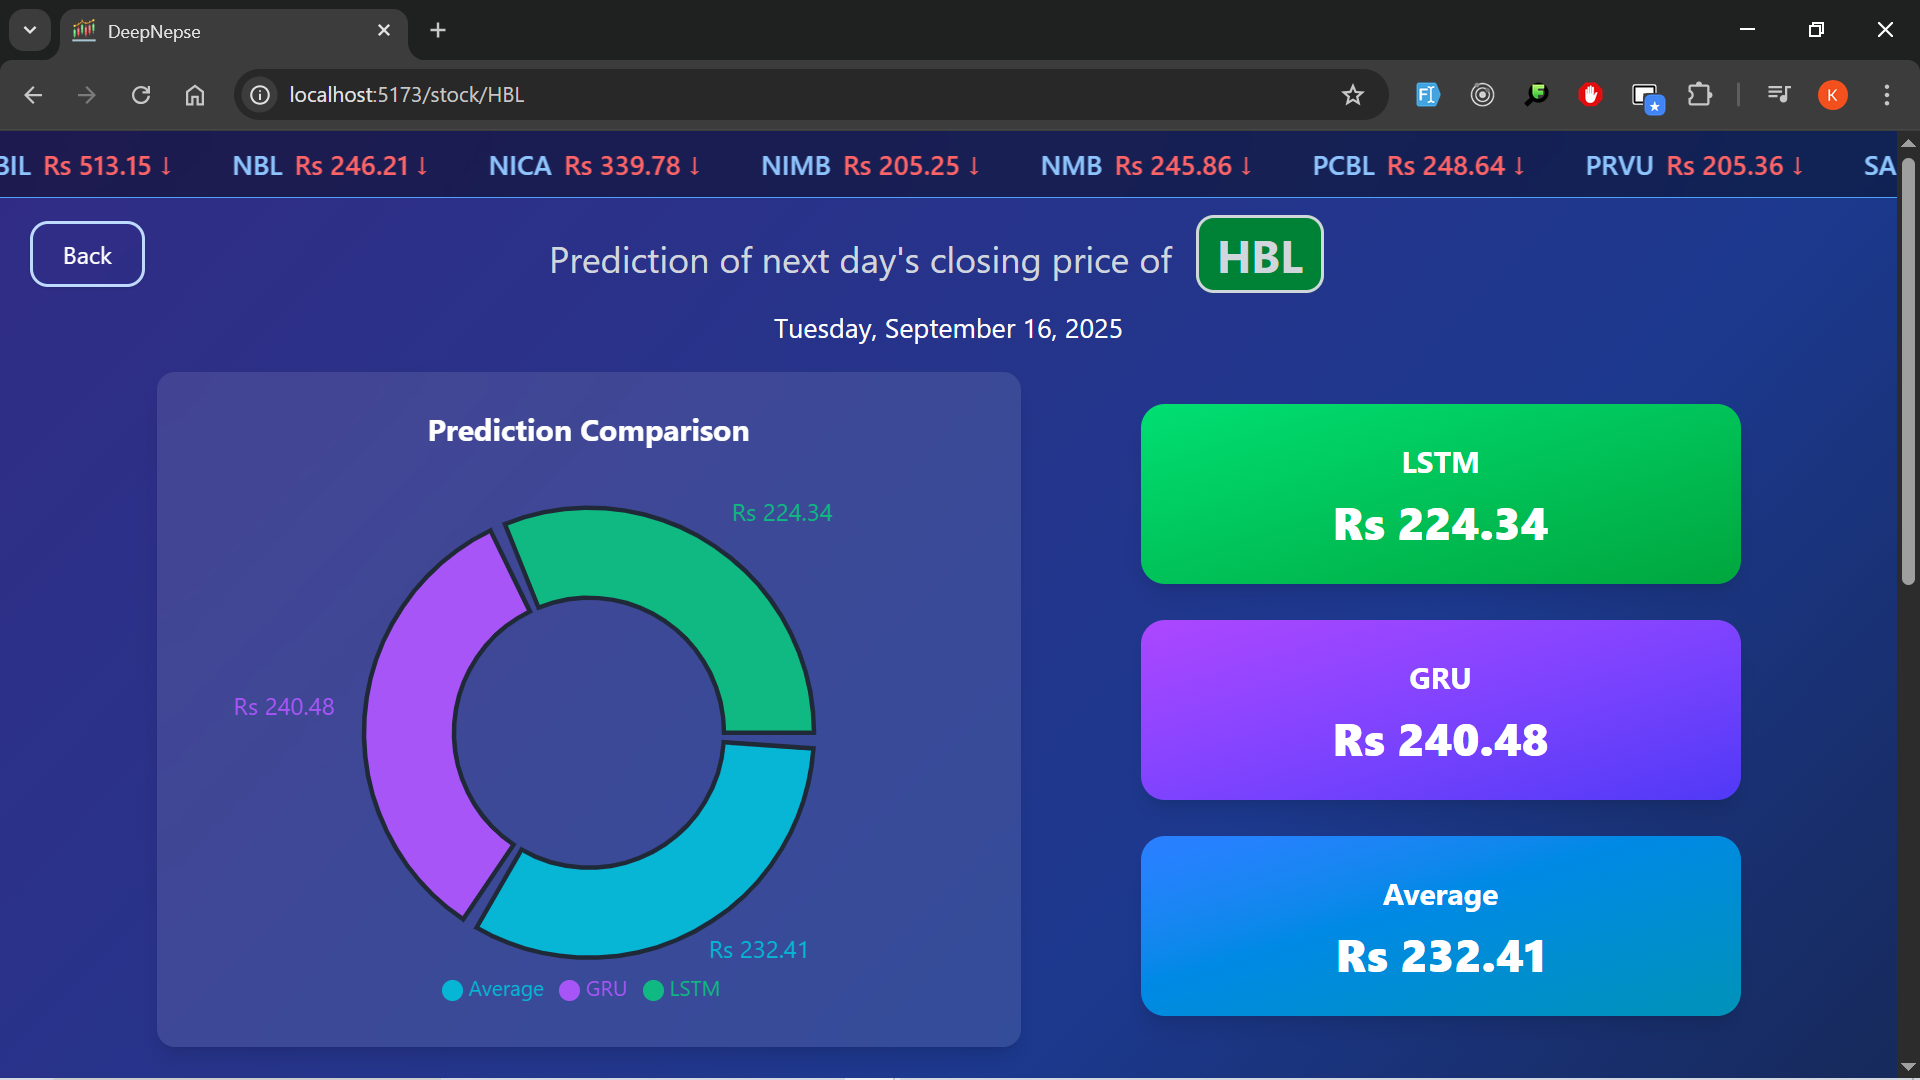 DeepNepse
localhost:5173/stock/HBL
BIL Rs 513.15 ↓ NBL Rs 246.21 ↓ NICA Rs 339.78 ↓ NIMB Rs 205.25 ↓ NMB Rs 245.86 ↓ PCBL Rs 248.64 ↓ PRVU Rs 205.36 ↓ SA
Back
Prediction of next day's closing price of HBL
Tuesday, September 16, 2025
Prediction Comparison
Rs 224.34
Rs 240.48
Rs 232.41
Average GRU LSTM
LSTM
Rs 224.34
GRU
Rs 240.48
Average
Rs 232.41
K